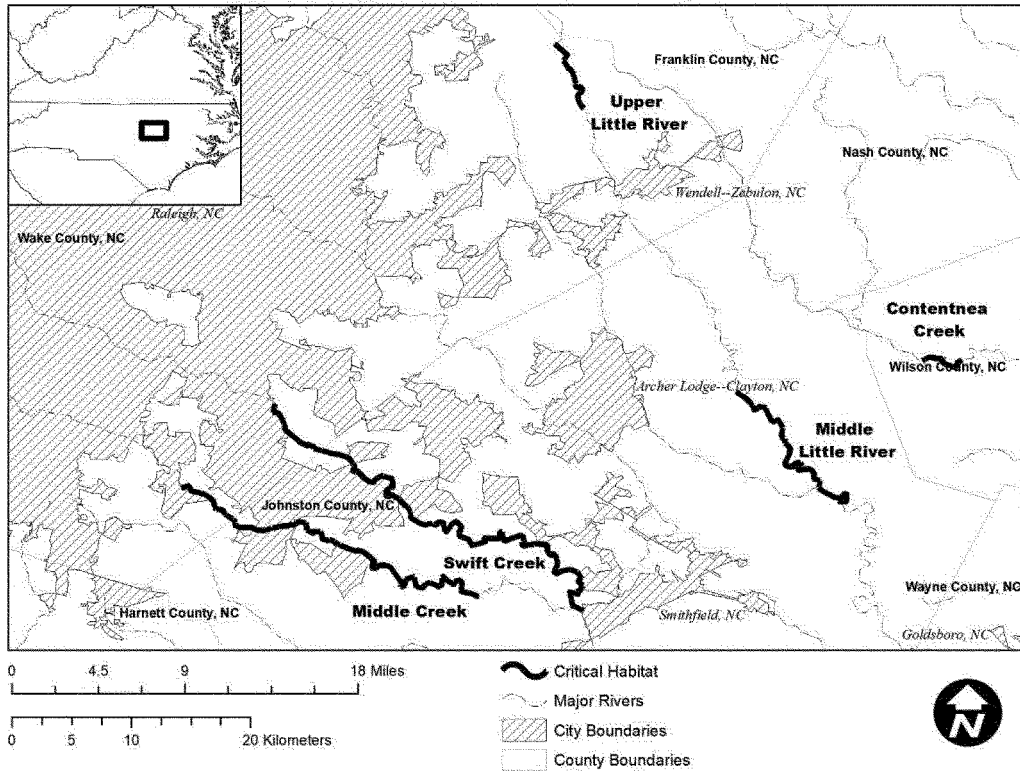 Franklin County, NC
Upper
Little River
Nash County, NC
Wendell--Zebulon, NC
Raleigh, NC
Wake County, NC
Contentnea
Creek
Wilson County, NC
Archer Lodge--Clayton, NC
Middle
Little River
Johnston County, NC
Swift Creek
Middle Creek
Harnett County, NC
Smithfield, NC
Wayne County, NC
Goldsboro, NC
0 4.5 9 18 Miles
0 5 10 20 Kilometers
Critical Habitat
Major Rivers
City Boundaries
County Boundaries
N